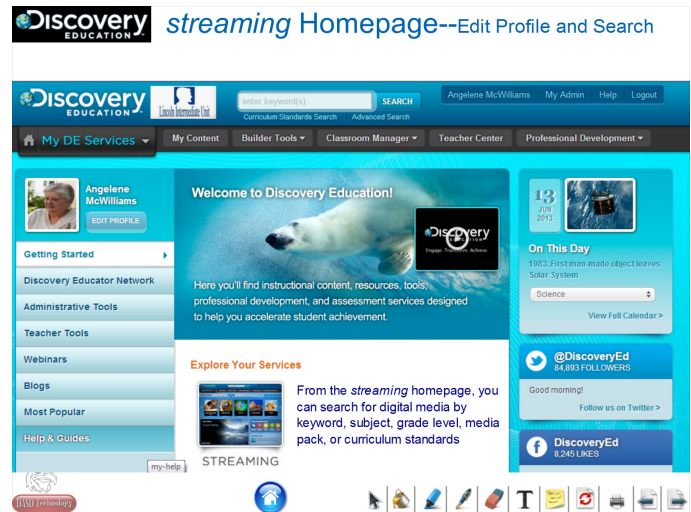 Discovery EDUCATION
streaming Homepage--Edit Profile and Search
Discovery EDUCATION
Lincoln Intermediate Unit
enter keyword(s)
SEARCH
Curriculum Standards Search Advanced Search
Angelene McWilliams My Admin Help Logout
My DE Services
My Content Builder Tools Classroom Manager Teacher Center Professional Development
Angelene
McWilliams
EDIT PROFILE
Getting Started
Discovery Educator Network
Administrative Tools
Teacher Tools
Webinars
Blogs
Most Popular
Help & Guides
my-help
Welcome to Discovery Education!
Discovery
EDUCATION
Engage. Transform. Achieve.
Here you'll find instructional content, resources, tools,
professional development, and assessment services designed
to help you accelerate student achievement.
Explore Your Services
STREAMING
From the streaming homepage, you
can search for digital media by
keyword, subject, grade level, media
pack, or curriculum standards
13
JUN
2013
On This Day
1983: First man-made object leaves
Solar System
Science
View Full Calendar >
@DiscoveryEd
84,893 FOLLOWERS
Good morning!
Follow us on Twitter >
DiscoveryEd
8,245 LIKES
Technology
T